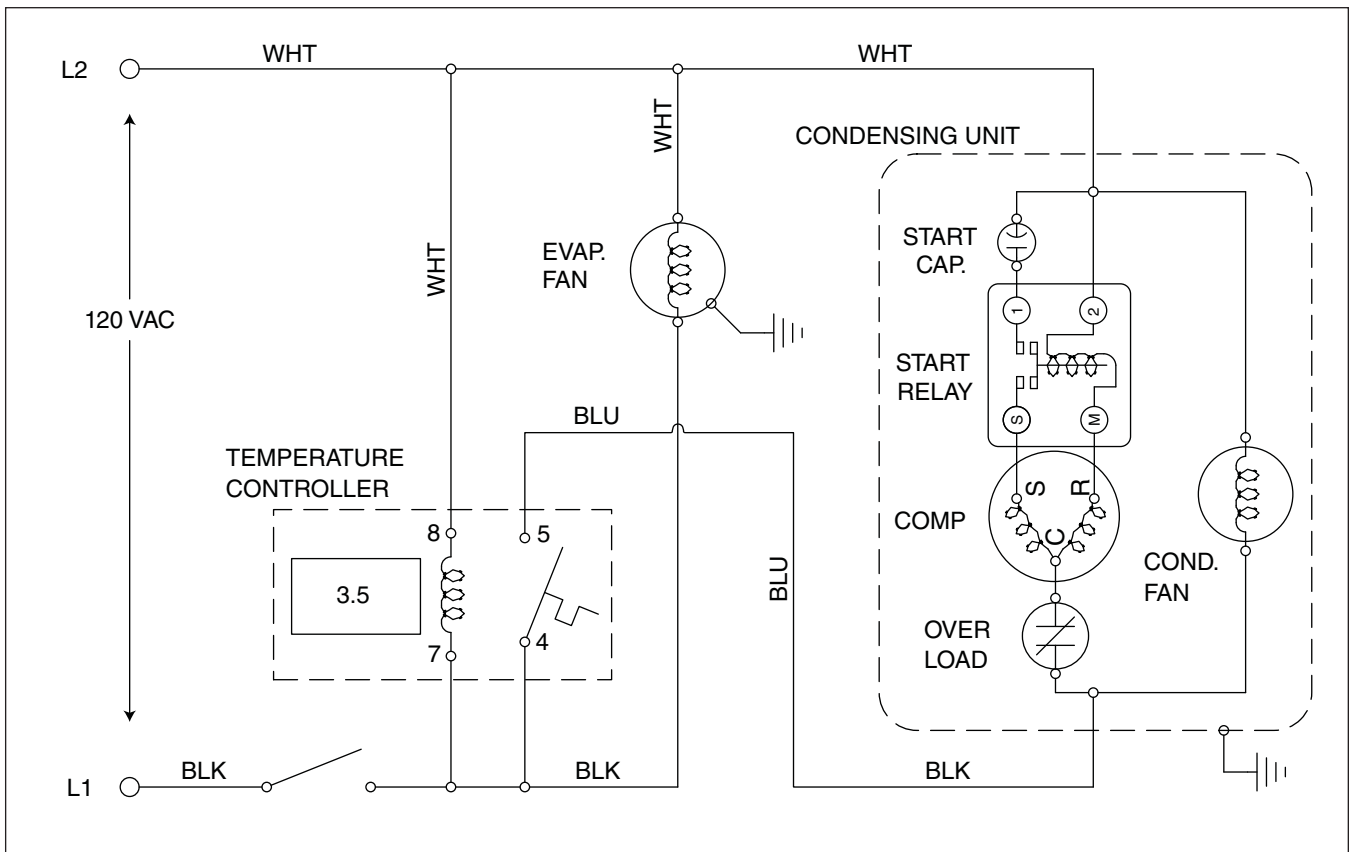 WHT
WHT
L2
WHT
CONDENSING UNIT
START
CAP.
EVAP.
FAN
WHT
120 VAC
1
2
START
RELAY
BLU
S
M
TEMPERATURE
CONTROLLER
S
R
COMP
C
8
5
COND.
FAN
BLU
3.5
OVER
LOAD
7
4
BLK
BLK
BLK
L1